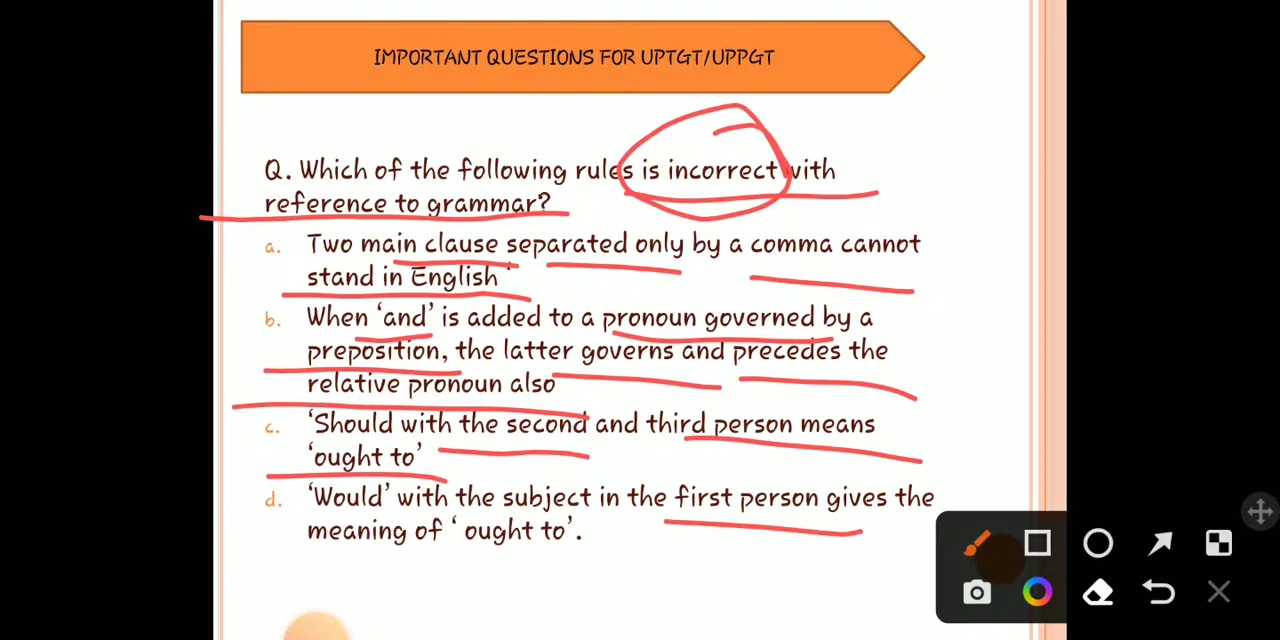 IMPORTANT QUESTIONS FOR UPTGT/UPPGT
Q. Which of the following rules is incorrect with
reference to grammar?
a. Two main clause separated only by a comma cannot
stand in English
b. When ‘and’ is added to a pronoun governed by a
preposition, the latter governs and precedes the
relative pronoun also
c. ‘Should with the second and third person means
‘ought to’
d. ‘Would’ with the subject in the first person gives the
meaning of ‘ ought to’.